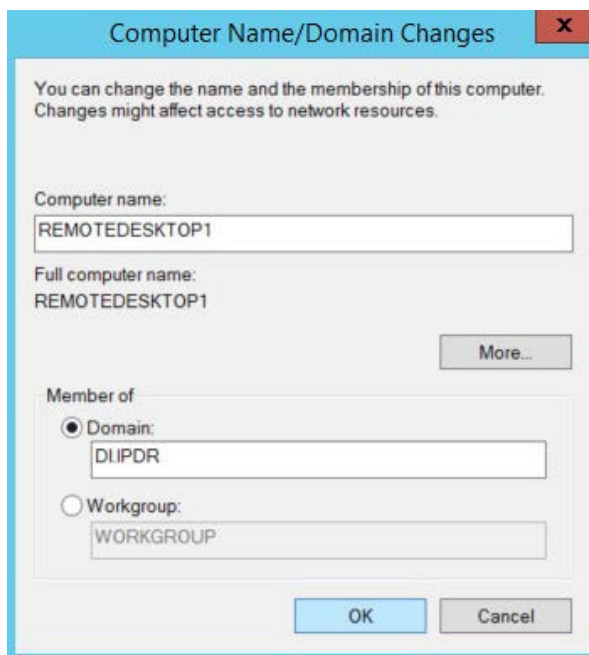 Computer Name/Domain Changes
x
You can change the name and the membership of this computer.
Changes might affect access to network resources.
Computer name:
REMOTEDESKTOP1
Full computer name:
REMOTEDESKTOP1
More...
Member of
Domain:
DI.IPDR
Workgroup:
WORKGROUP
OK
Cancel